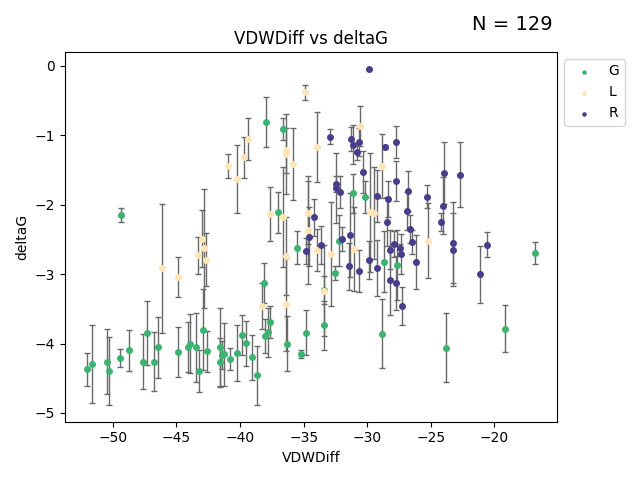 N = 129
VDWDiff vs deltaG
G
L
R
deltaG
0
−1
−2
−3
−4
−5
−50
−45
−40
−35
−30
−25
−20
VDWDiff